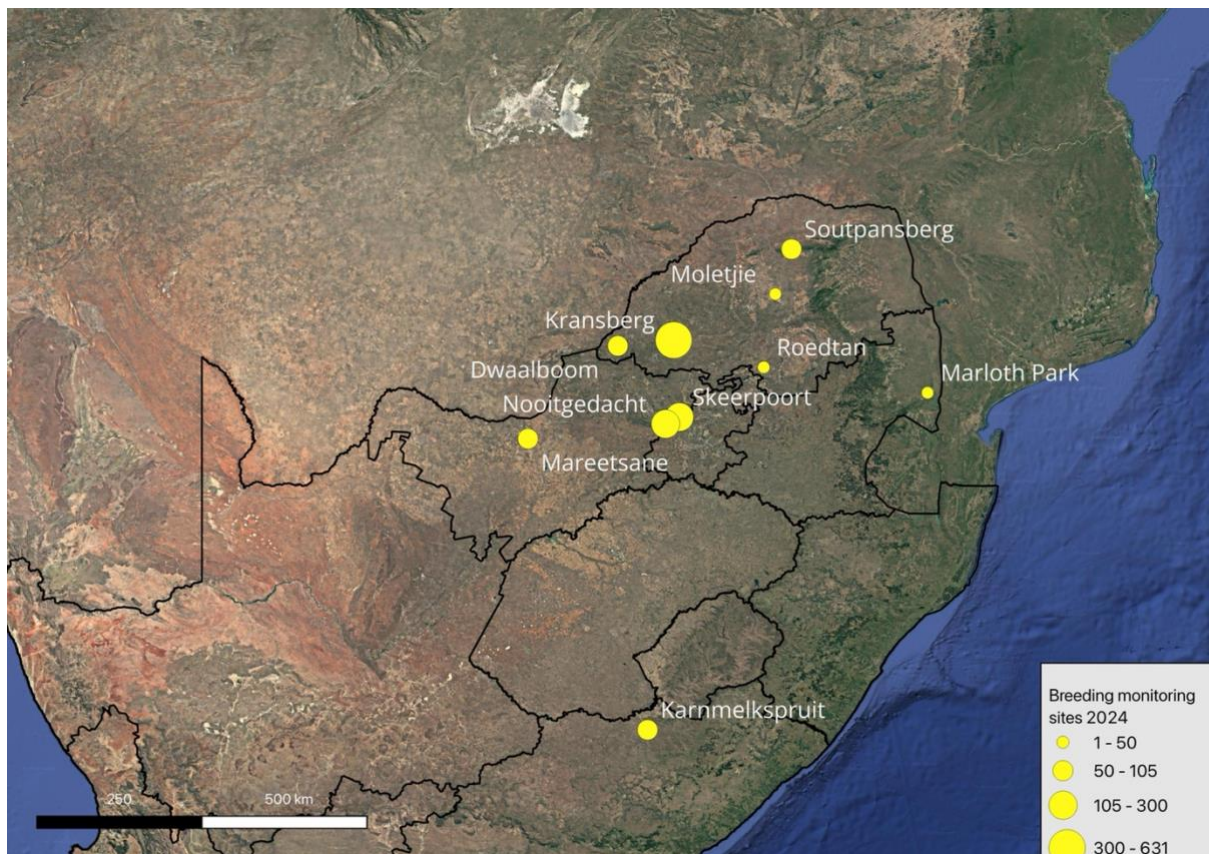 Soutpansberg
Moletjie
Kransberg
Roedtan
Dwaalboom
Marloth Park
Nooitgedacht
Skeerpoort
Mareetsane
Karnmelkspruit
250
500 km
Breeding monitoring
sites 2024
1 - 50
50 - 105
105 - 300
300 - 631